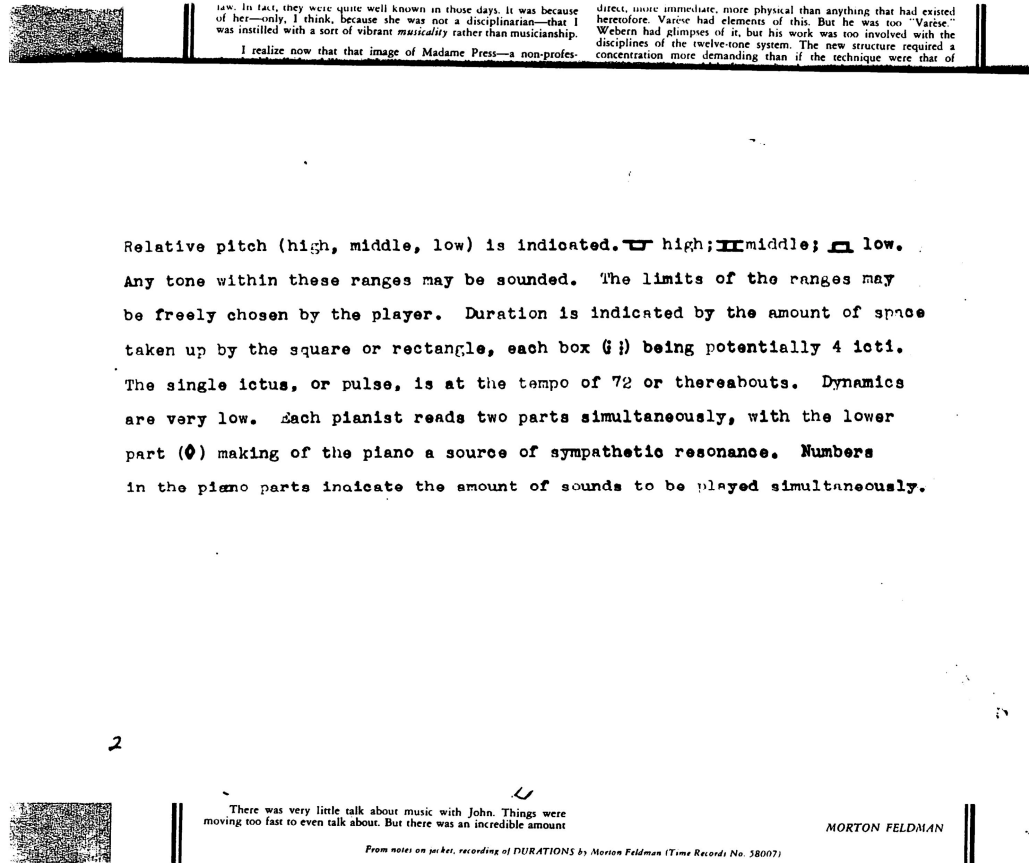 law. In fact, they were quite well known in those days. It was because
of her—only, I think, because she was not a disciplinarian—that I
was instilled with a sort of vibrant musicality rather than musicianship.
I realize now that that image of Madame Press—a non-profes-
direct, more immediate, more physical than anything that had existed
heretofore. Varèse had elements of this. But he was too "Varèse."
Webern had glimpses of it, but his work was too involved with the
disciplines of the twelve-tone system. The new structure required a
concentration more demanding than if the technique were that of
Relative pitch (high, middle, low) is indicated. high; middle; low.
Any tone within these ranges may be sounded. The limits of the ranges may
be freely chosen by the player. Duration is indicated by the amount of space
taken up by the square or rectangle, each box (¦ ¦) being potentially 4 icti.
The single ictus, or pulse, is at the tempo of 72 or thereabouts. Dynamics
are very low. Each pianist reads two parts simultaneously, with the lower
part (◊) making of the piano a source of sympathetic resonance. Numbers
in the piano parts indicate the amount of sounds to be played simultaneously.
2
There was very little talk about music with John. Things were
moving too fast to even talk about. But there was an incredible amount
MORTON FELDMAN
From notes on jacket, recording of DURATIONS by Morton Feldman (Time Records No. 58007)